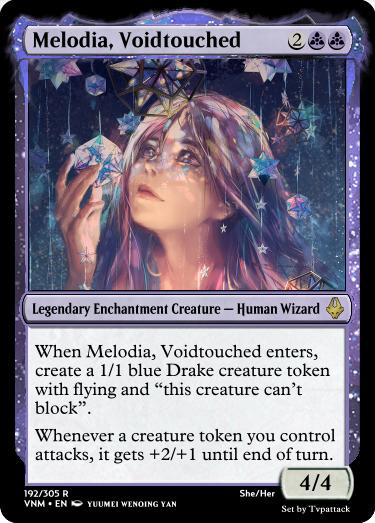 Melodia, Voidtouched 2
Legendary Enchantment Creature — Human Wizard
When Melodia, Voidtouched enters,
create a 1/1 blue Drake creature token
with flying and “this creature can’t
block”.
Whenever a creature token you control
attacks, it gets +2/+1 until end of turn.
4/4
192/305 R She/Her
VNM • EN YUUMEI WENQING YAN
Set by Tvpattack